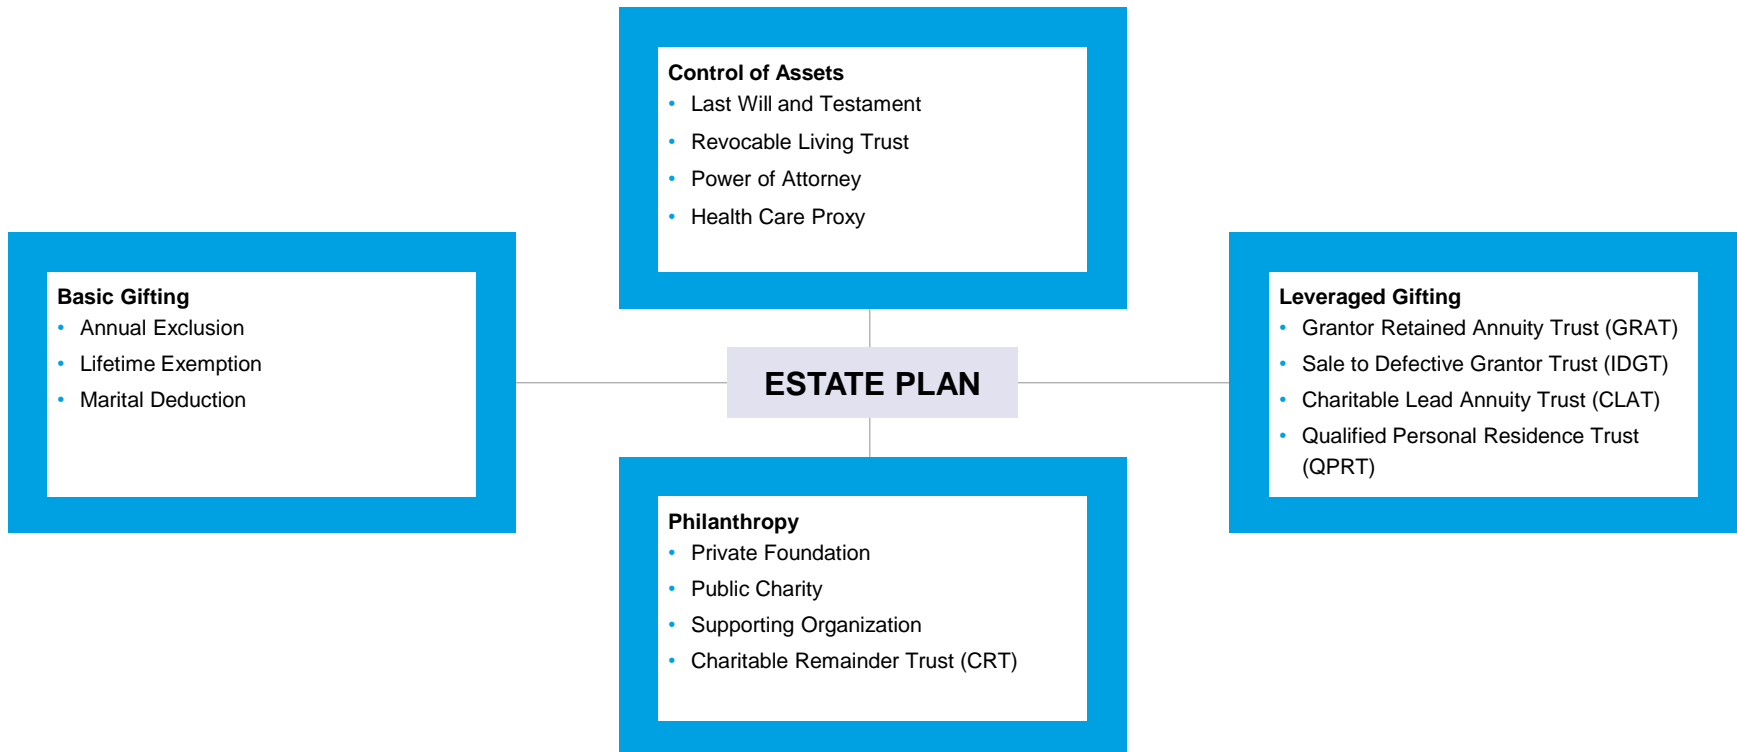 Control of Assets
• Last Will and Testament
• Revocable Living Trust
• Power of Attorney
• Health Care Proxy
Basic Gifting
• Annual Exclusion
• Lifetime Exemption
• Marital Deduction
ESTATE PLAN
Leveraged Gifting
• Grantor Retained Annuity Trust (GRAT)
• Sale to Defective Grantor Trust (IDGT)
• Charitable Lead Annuity Trust (CLAT)
• Qualified Personal Residence Trust
(QPRT)
Philanthropy
• Private Foundation
• Public Charity
• Supporting Organization
• Charitable Remainder Trust (CRT)